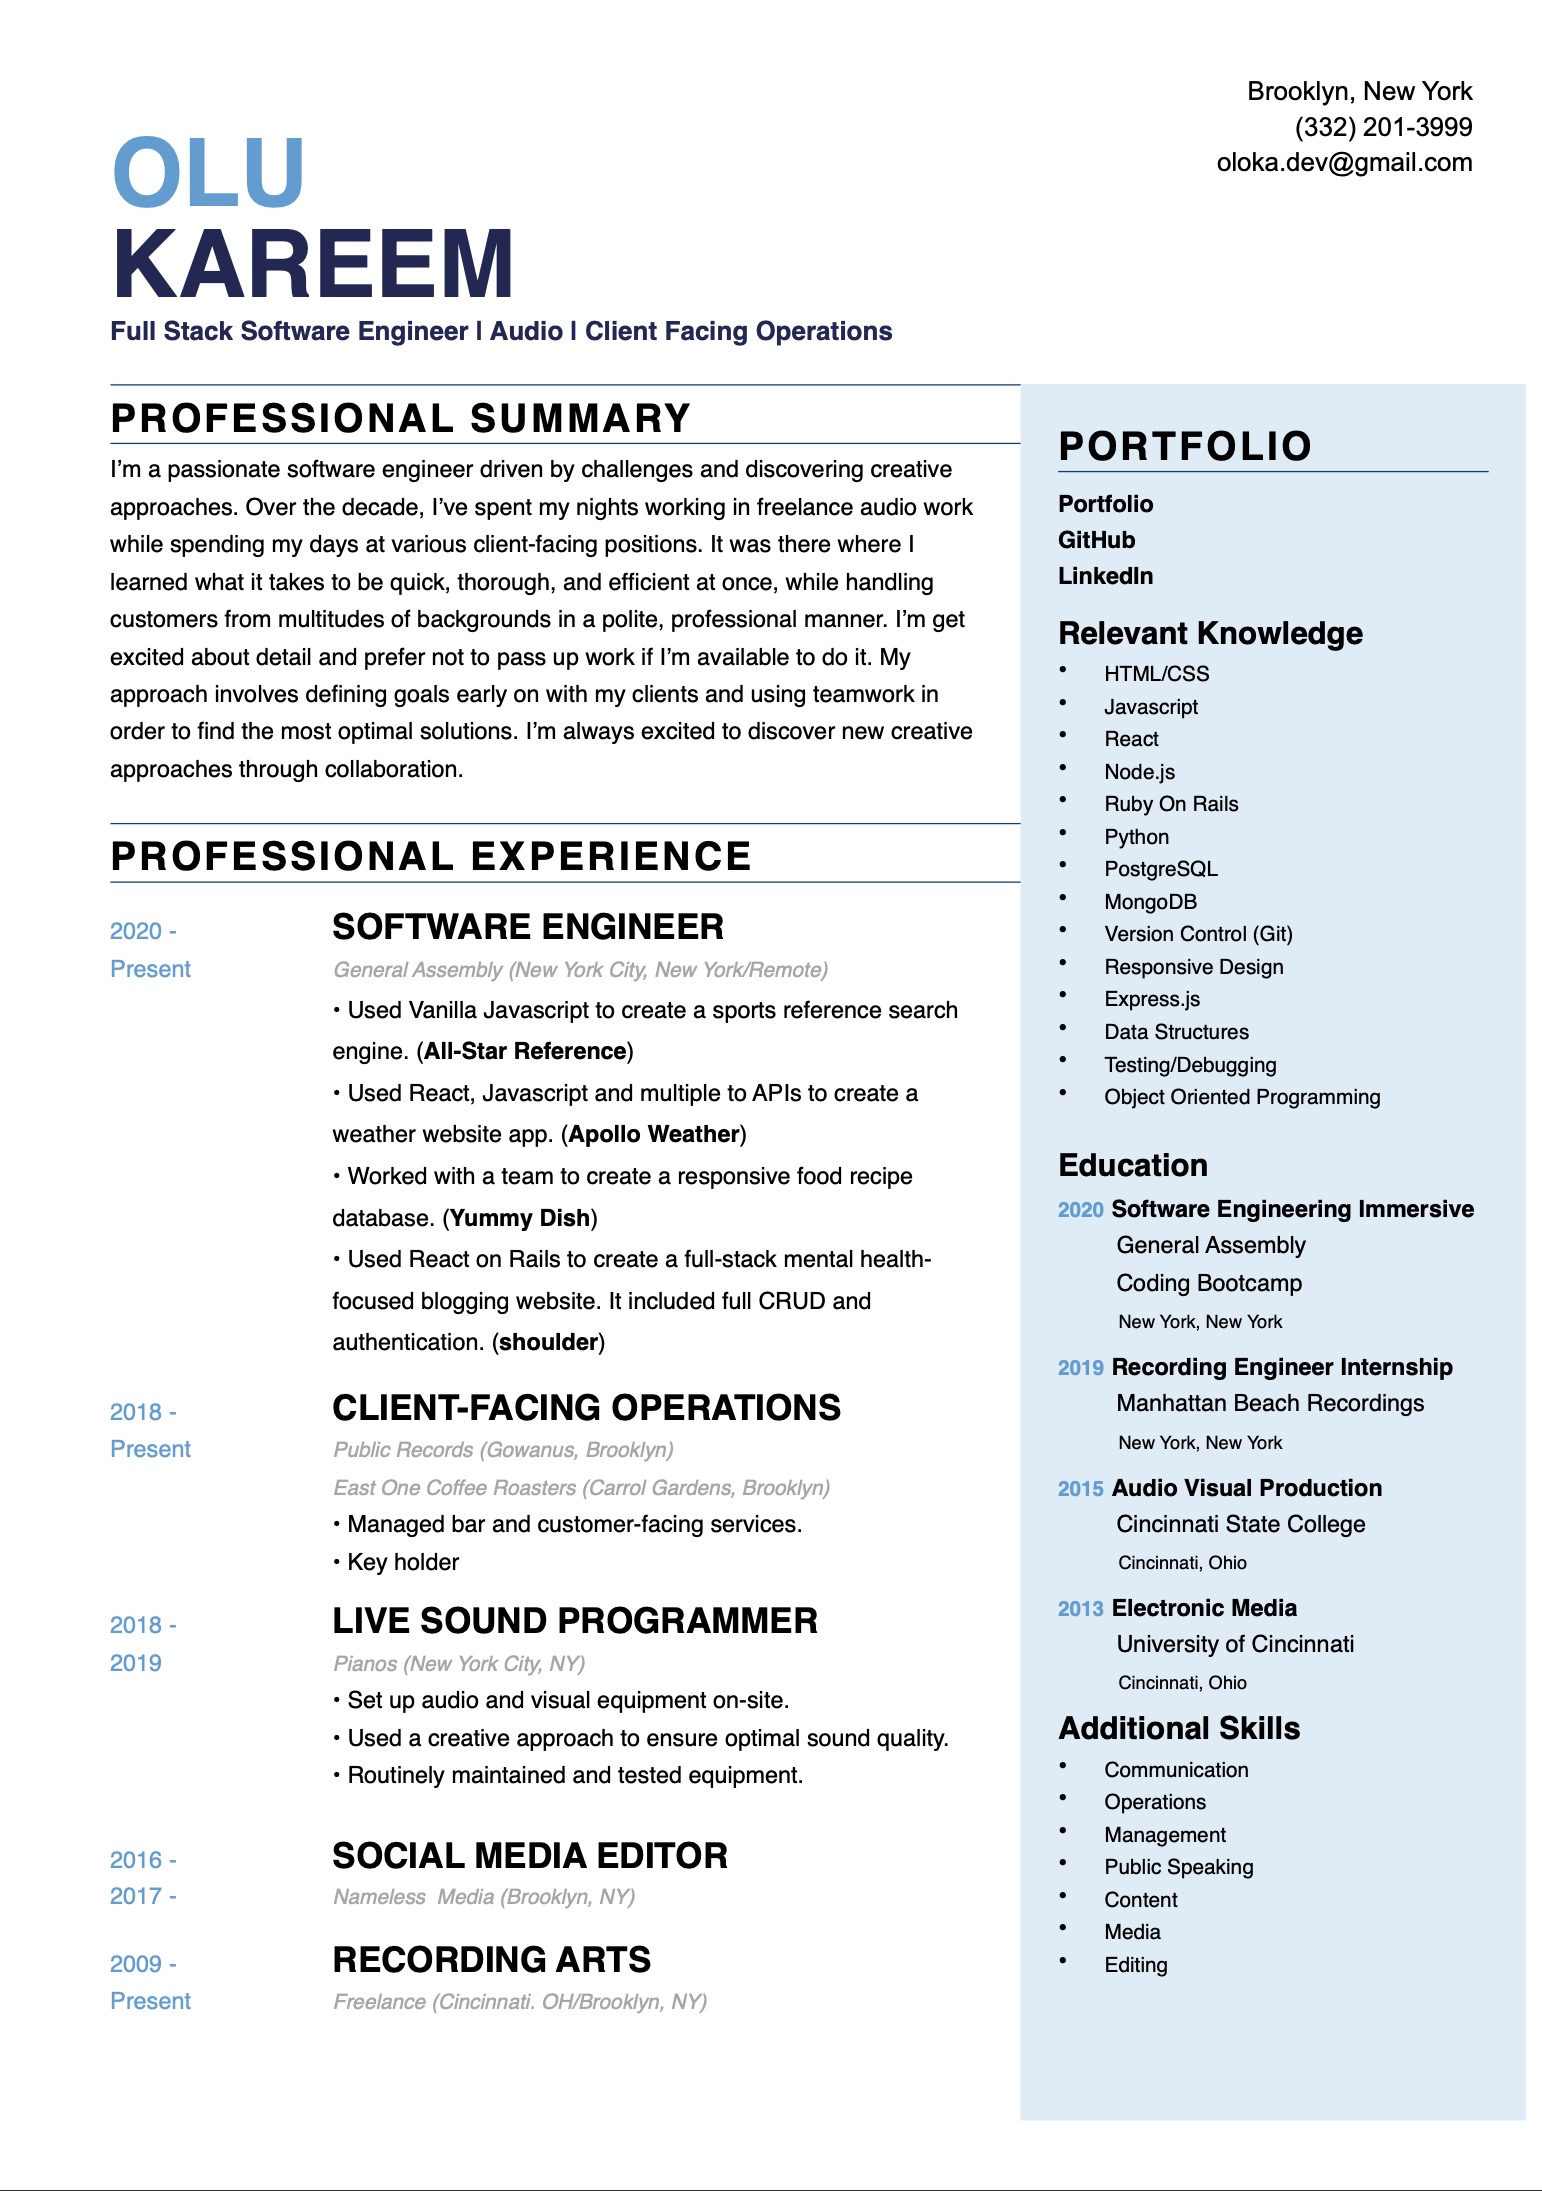 Brooklyn, New York
(332) 201-3999
oloka.dev@gmail.com
OLU
KAREEM
Full Stack Software Engineer | Audio | Client Facing Operations
PROFESSIONAL SUMMARY
I’m a passionate software engineer driven by challenges and discovering creative
approaches. Over the decade, I’ve spent my nights working in freelance audio work
while spending my days at various client-facing positions. It was there where I
learned what it takes to be quick, thorough, and efficient at once, while handling
customers from multitudes of backgrounds in a polite, professional manner. I’m get
excited about detail and prefer not to pass up work if I’m available to do it. My
approach involves defining goals early on with my clients and using teamwork in
order to find the most optimal solutions. I’m always excited to discover new creative
approaches through collaboration.
PROFESSIONAL EXPERIENCE
2020 -
Present
SOFTWARE ENGINEER
General Assembly (New York City, New York/Remote)
• Used Vanilla Javascript to create a sports reference search
engine. (All-Star Reference)
• Used React, Javascript and multiple to APIs to create a
weather website app. (Apollo Weather)
• Worked with a team to create a responsive food recipe
database. (Yummy Dish)
• Used React on Rails to create a full-stack mental health-
focused blogging website. It included full CRUD and
authentication. (shoulder)
2018 -
Present
CLIENT-FACING OPERATIONS
Public Records (Gowanus, Brooklyn)
East One Coffee Roasters (Carrol Gardens, Brooklyn)
• Managed bar and customer-facing services.
• Key holder
2018 -
2019
LIVE SOUND PROGRAMMER
Pianos (New York City, NY)
• Set up audio and visual equipment on-site.
• Used a creative approach to ensure optimal sound quality.
• Routinely maintained and tested equipment.
2016 -
2017 -
SOCIAL MEDIA EDITOR
Nameless  Media (Brooklyn, NY)
2009 -
Present
RECORDING ARTS
Freelance (Cincinnati. OH/Brooklyn, NY)
PORTFOLIO
Portfolio
GitHub
LinkedIn
Relevant Knowledge
• HTML/CSS
• Javascript
• React
• Node.js
• Ruby On Rails
• Python
• PostgreSQL
• MongoDB
• Version Control (Git)
• Responsive Design
• Express.js
• Data Structures
• Testing/Debugging
• Object Oriented Programming
Education
2020 Software Engineering Immersive
General Assembly
Coding Bootcamp
New York, New York
2019 Recording Engineer Internship
Manhattan Beach Recordings
New York, New York
2015 Audio Visual Production
Cincinnati State College
Cincinnati, Ohio
2013 Electronic Media
University of Cincinnati
Cincinnati, Ohio
Additional Skills
• Communication
• Operations
• Management
• Public Speaking
• Content
• Media
• Editing